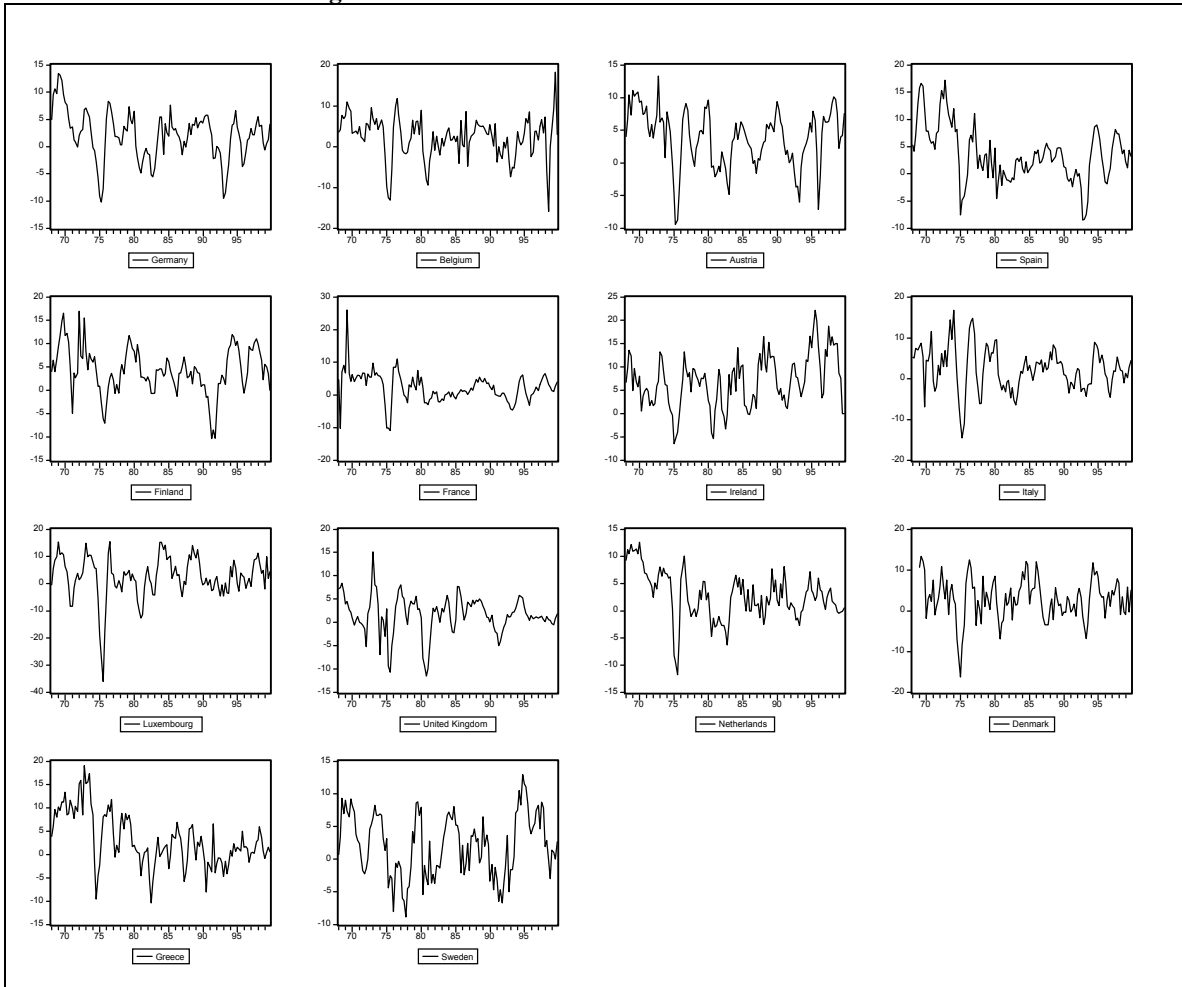 15 20 15 20
10 10 10 15
5 10
0 0 5 5
-5 -10 0 0
-10 -5 -5
-15 -20 -10 -10
70 75 80 85 90 95 70 75 80 85 90 95 70 75 80 85 90 95 70 75 80 85 90 95
Germany Belgium Austria Spain
20 30 25 20
15 20 20 10
10 10 15
5 10 0
0 0 5
-5 -10 0 -10
-10 -5
-15 -20 -10 -20
70 75 80 85 90 95 70 75 80 85 90 95 70 75 80 85 90 95 70 75 80 85 90 95
Finland France Ireland Italy
20 20 15 20
10 15 10 10
0 10 5
-10 5 0 0
-20 0 -5
-30 -5 -10 -10
-40 -10 -15 -20
-15
70 75 80 85 90 95 70 75 80 85 90 95 70 75 80 85 90 95 70 75 80 85 90 95
Luxembourg United Kingdom Netherlands Denmark
20 15
15 10
10 5
5 0
0 -5
-5 -10
-10
-15
70 75 80 85 90 95 70 75 80 85 90 95
Greece Sweden